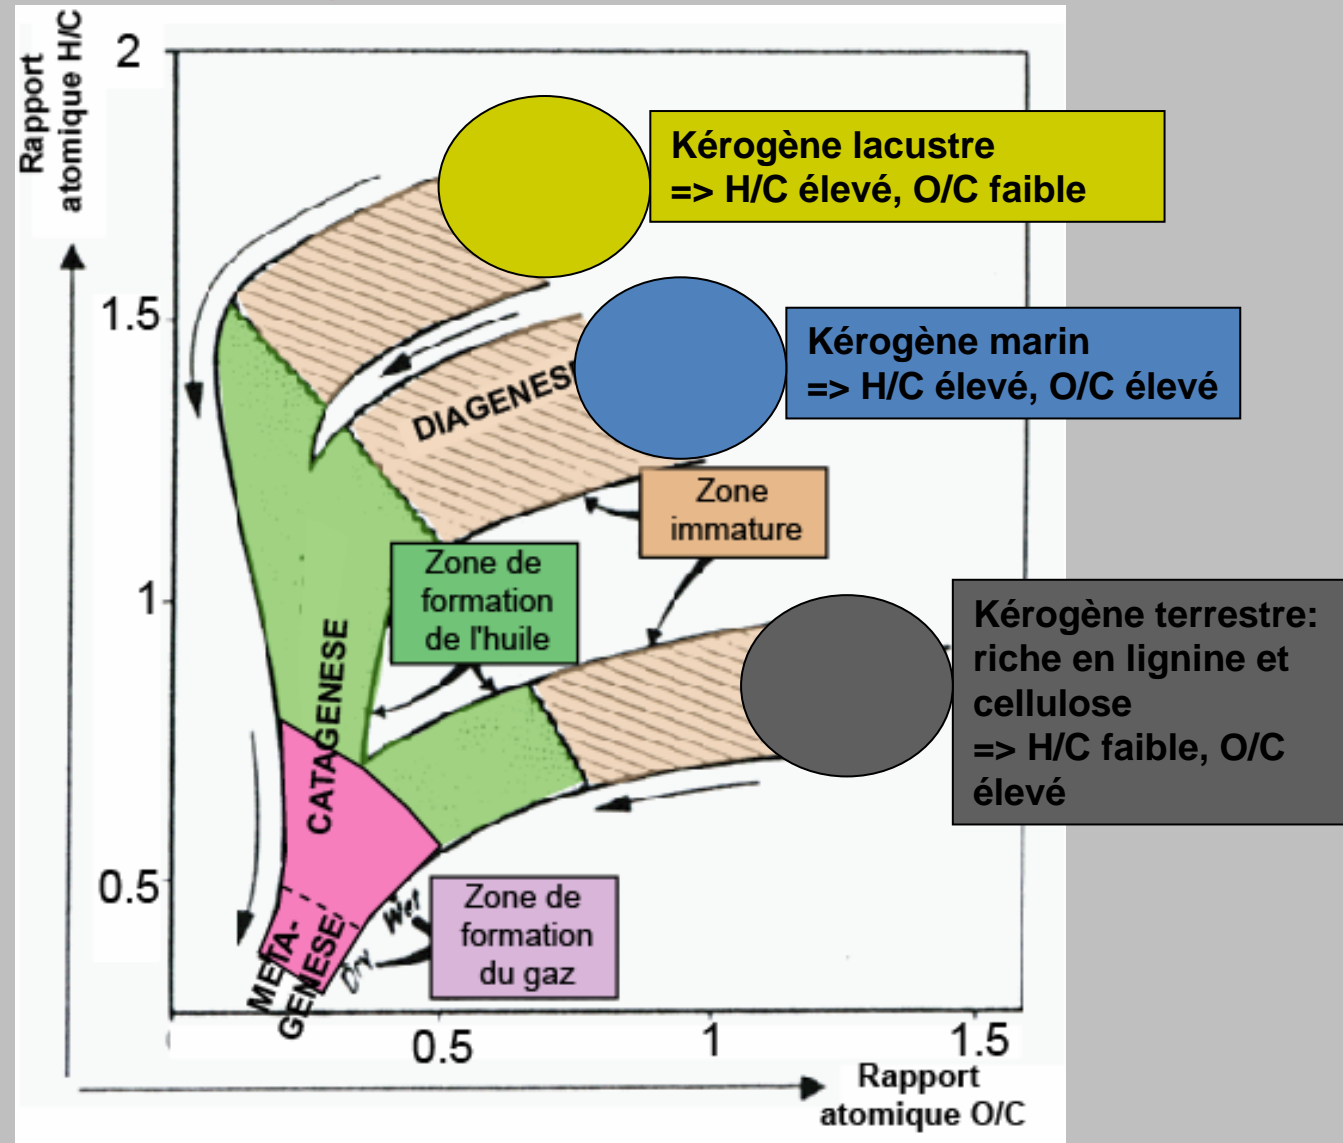 Rapport
atomique H/C
2
1.5
1
0.5
Kérogène lacustre
=> H/C élevé, O/C faible
Kérogène marin
=> H/C élevé, O/C élevé
DIAGENES
Zone
immature
Zone de
formation
de l'huile
Kérogène terrestre:
riche en lignine et
cellulose
=> H/C faible, O/C
élevé
CATAGENESE
META-
GENESE
Wet
Dry
Zone de
formation
du gaz
0.5
1
1.5
Rapport
atomique O/C